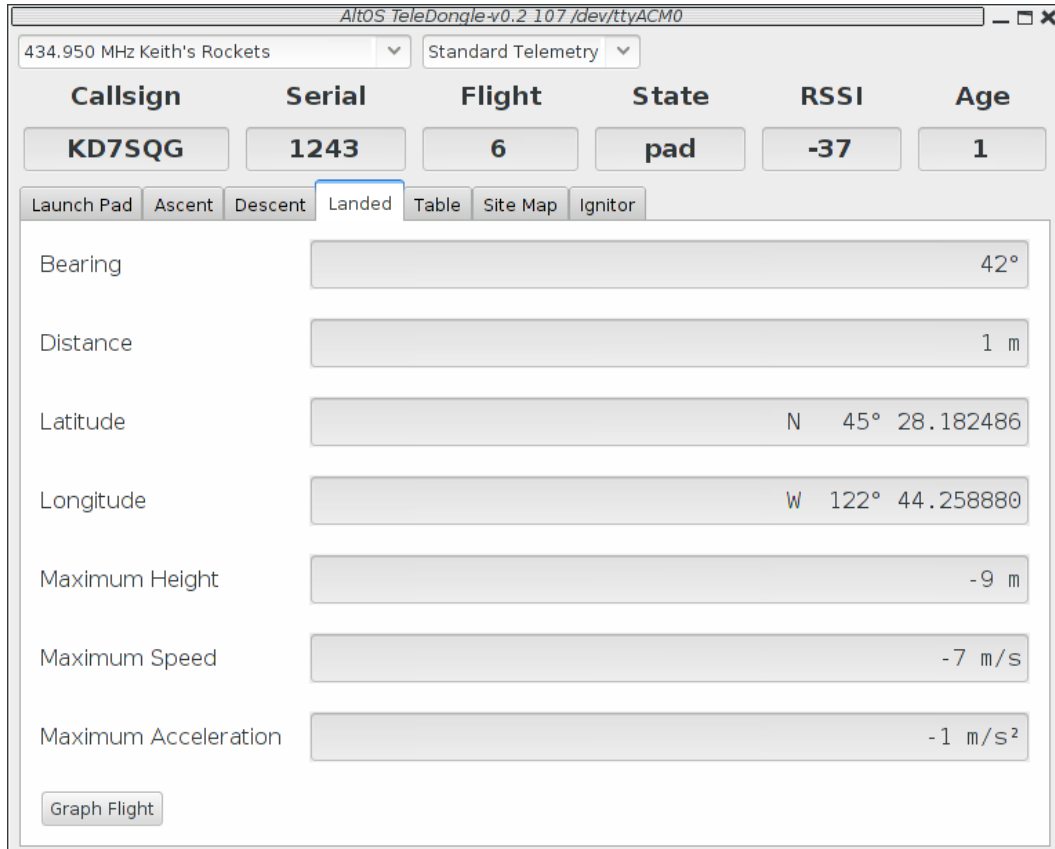 AltOS TeleDongle-v0.2 107 /dev/ttyACM0
434.950 MHz Keith's Rockets Standard Telemetry
Callsign Serial Flight State RSSI Age
KD7SQG 1243 6 pad -37 1
Launch Pad Ascent Descent Landed Table Site Map Ignitor
Bearing 42°
Distance 1 m
Latitude N 45° 28.182486
Longitude W 122° 44.258880
Maximum Height -9 m
Maximum Speed -7 m/s
Maximum Acceleration -1 m/s²
Graph Flight